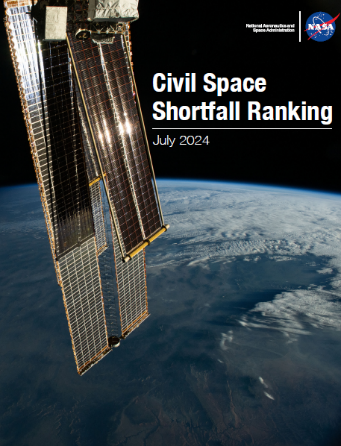 National Aeronautics and
Space Administration
NASA
Civil Space
Shortfall Ranking
July 2024